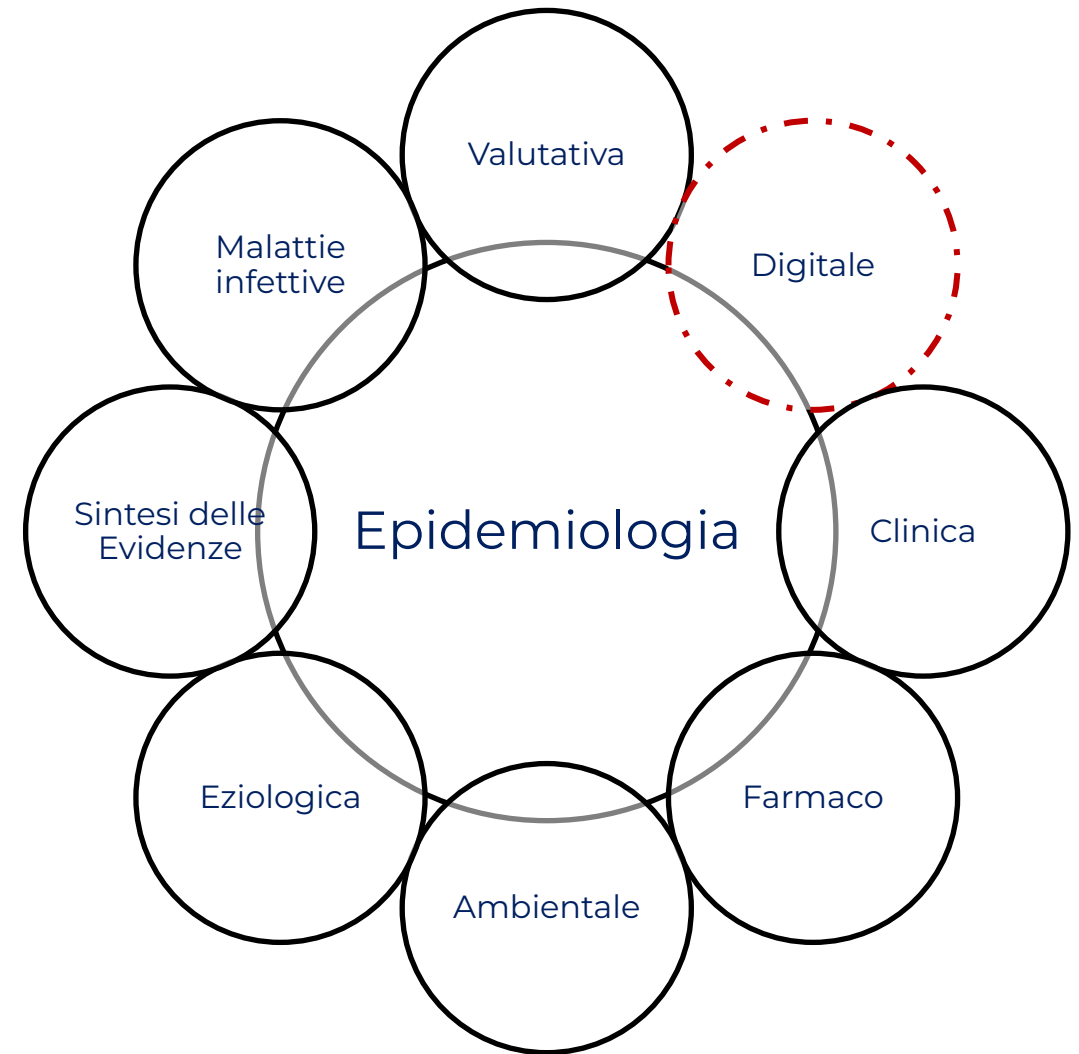 Valutativa
Digitale
Malattie
infettive
Sintesi delle
Evidenze
Epidemiologia
Clinica
Eziologica
Farmaco
Ambientale